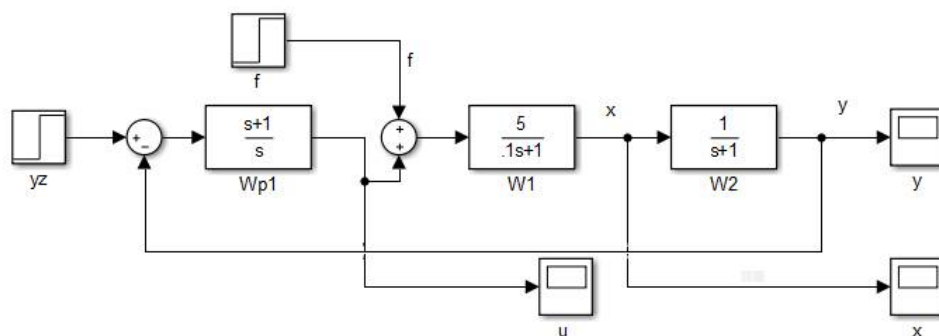 f
f
yz
+
−
s+1
s
Wp1
+
+
5
.1s+1
W1
x
1
s+1
W2
y
y
u
x